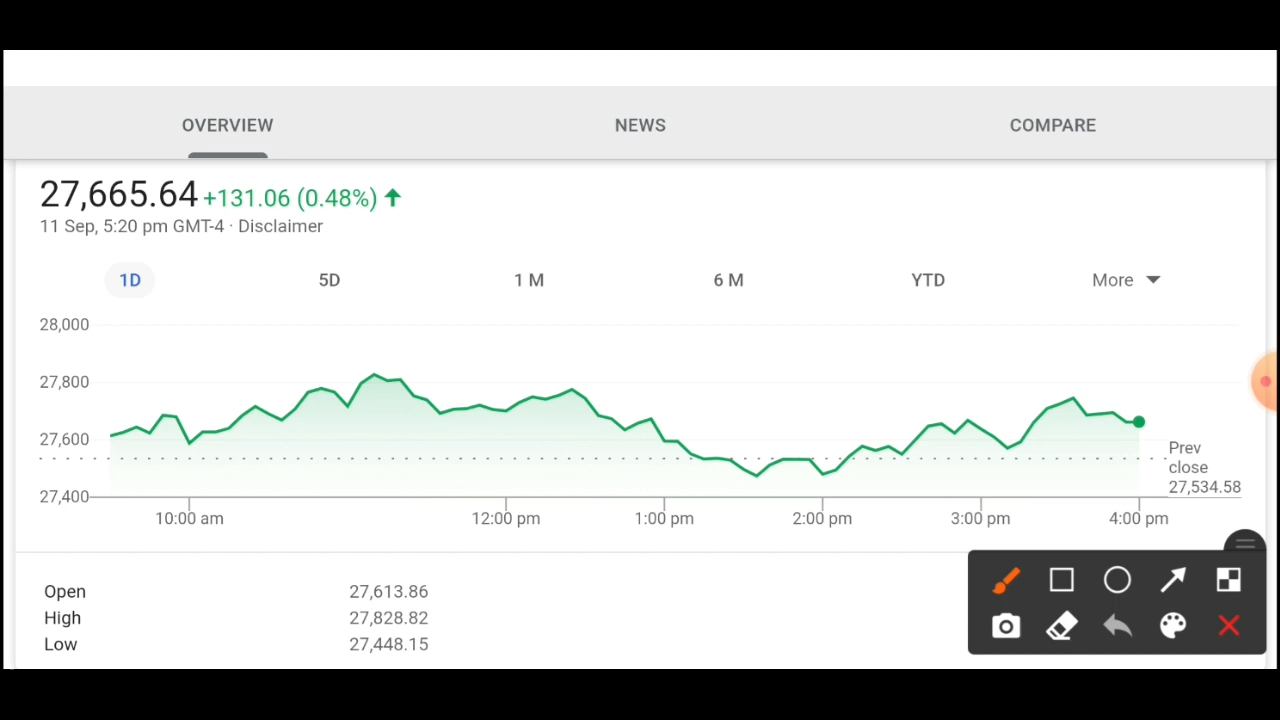 OVERVIEW NEWS COMPARE
27,665.64 +131.06 (0.48%)
11 Sep, 5:20 pm GMT-4 · Disclaimer
1D 5D 1 M 6 M YTD More
28,000
27,800
27,600
27,400
Prev
close
27,534.58
10:00 am 12:00 pm 1:00 pm 2:00 pm 3:00 pm 4:00 pm
Open 27,613.86
High 27,828.82
Low 27,448.15